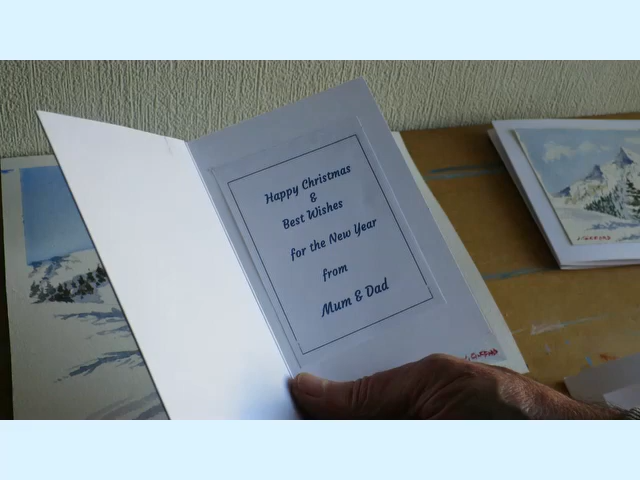 Happy Christmas
&
Best Wishes
for the New Year
from
Mum & Dad